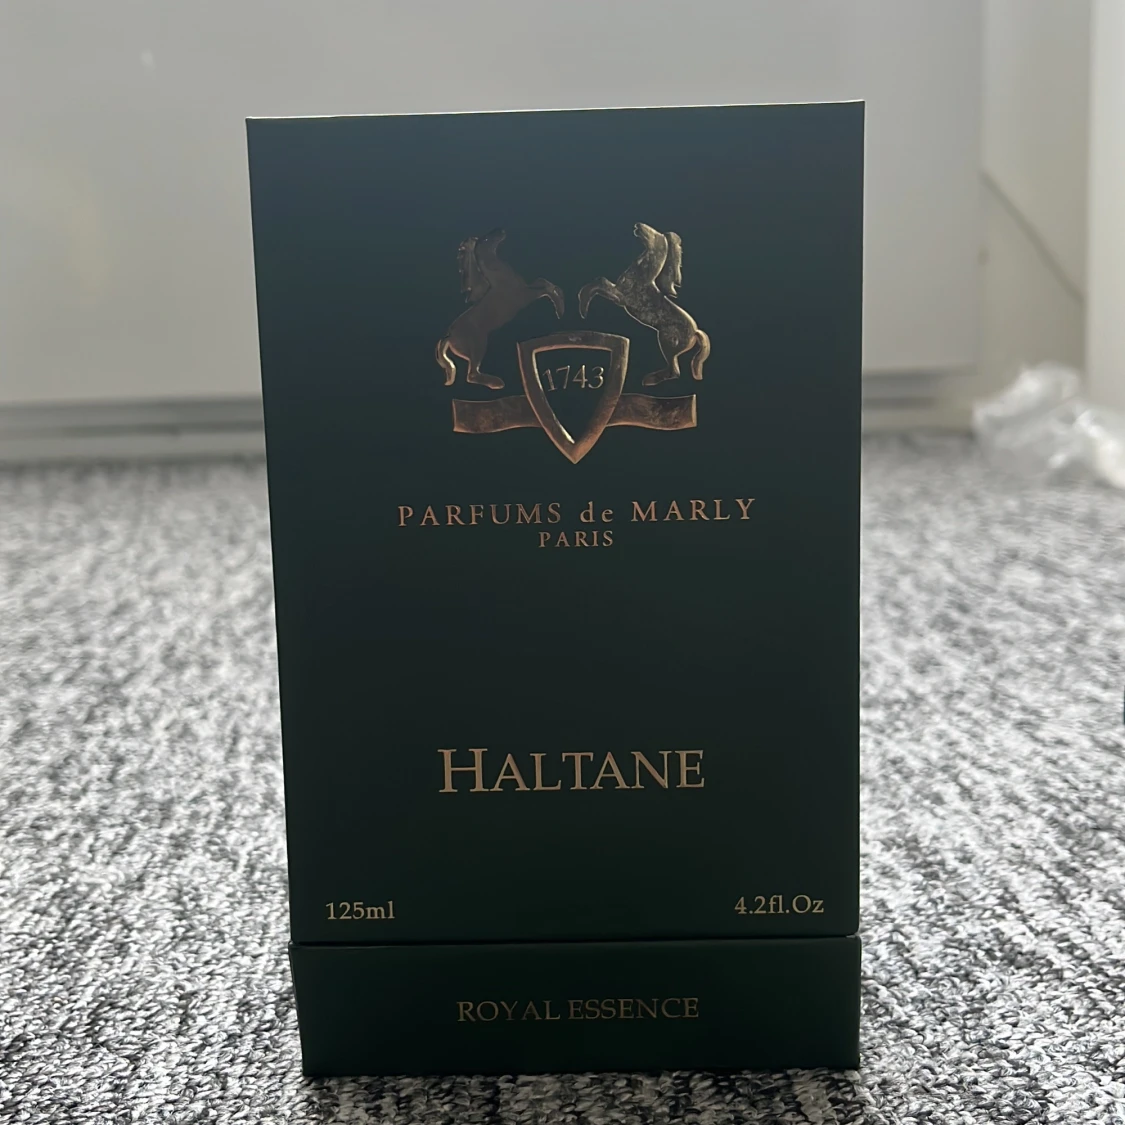 1743
PARFUMS de MARLY
PARIS
HALTANE
125ml 4.2fl.Oz
ROYAL ESSENCE